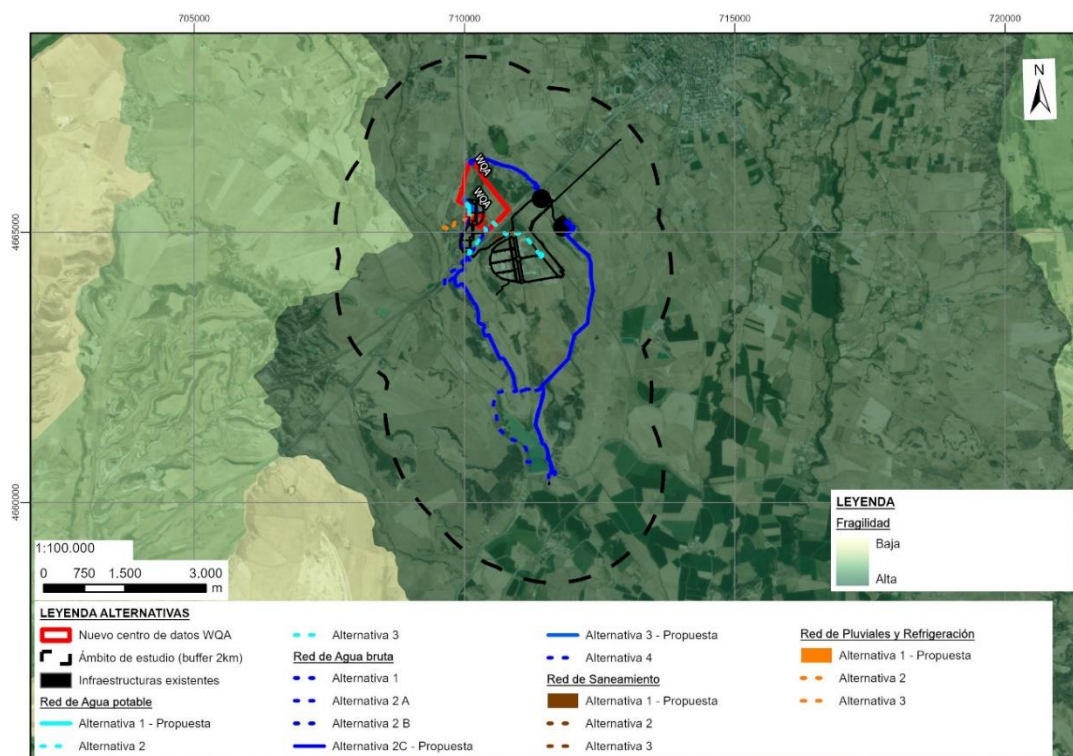 705000 710000 715000 720000
N
WQA
WQA
4665000
4660000
1:100.000
0 750 1.500 3.000
m
LEYENDA
Fragilidad
Baja
Alta
LEYENDA ALTERNATIVAS
Nuevo centro de datos WQA
Ámbito de estudio (buffer 2km)
Infraestructuras existentes
Red de Agua potable
Alternativa 1 - Propuesta
Alternativa 2
Alternativa 3
Red de Agua bruta
Alternativa 1
Alternativa 2 A
Alternativa 2 B
Alternativa 2C - Propuesta
Alternativa 3 - Propuesta
Alternativa 4
Red de Saneamiento
Alternativa 1 - Propuesta
Alternativa 2
Alternativa 3
Red de Pluviales y Refrigeración
Alternativa 1 - Propuesta
Alternativa 2
Alternativa 3